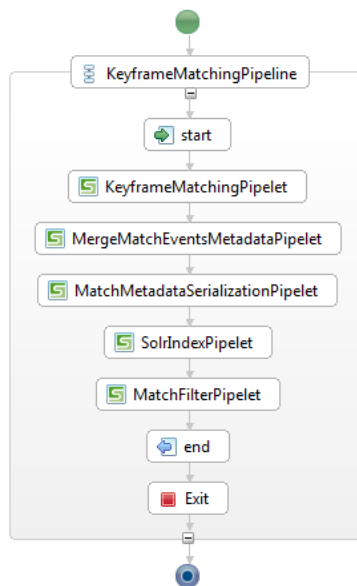 KeyframeMatchingPipeline
start
KeyframeMatchingPipelet
MergeMatchEventsMetadataPipelet
MatchMetadataSerializationPipelet
SolrIndexPipelet
MatchFilterPipelet
end
Exit